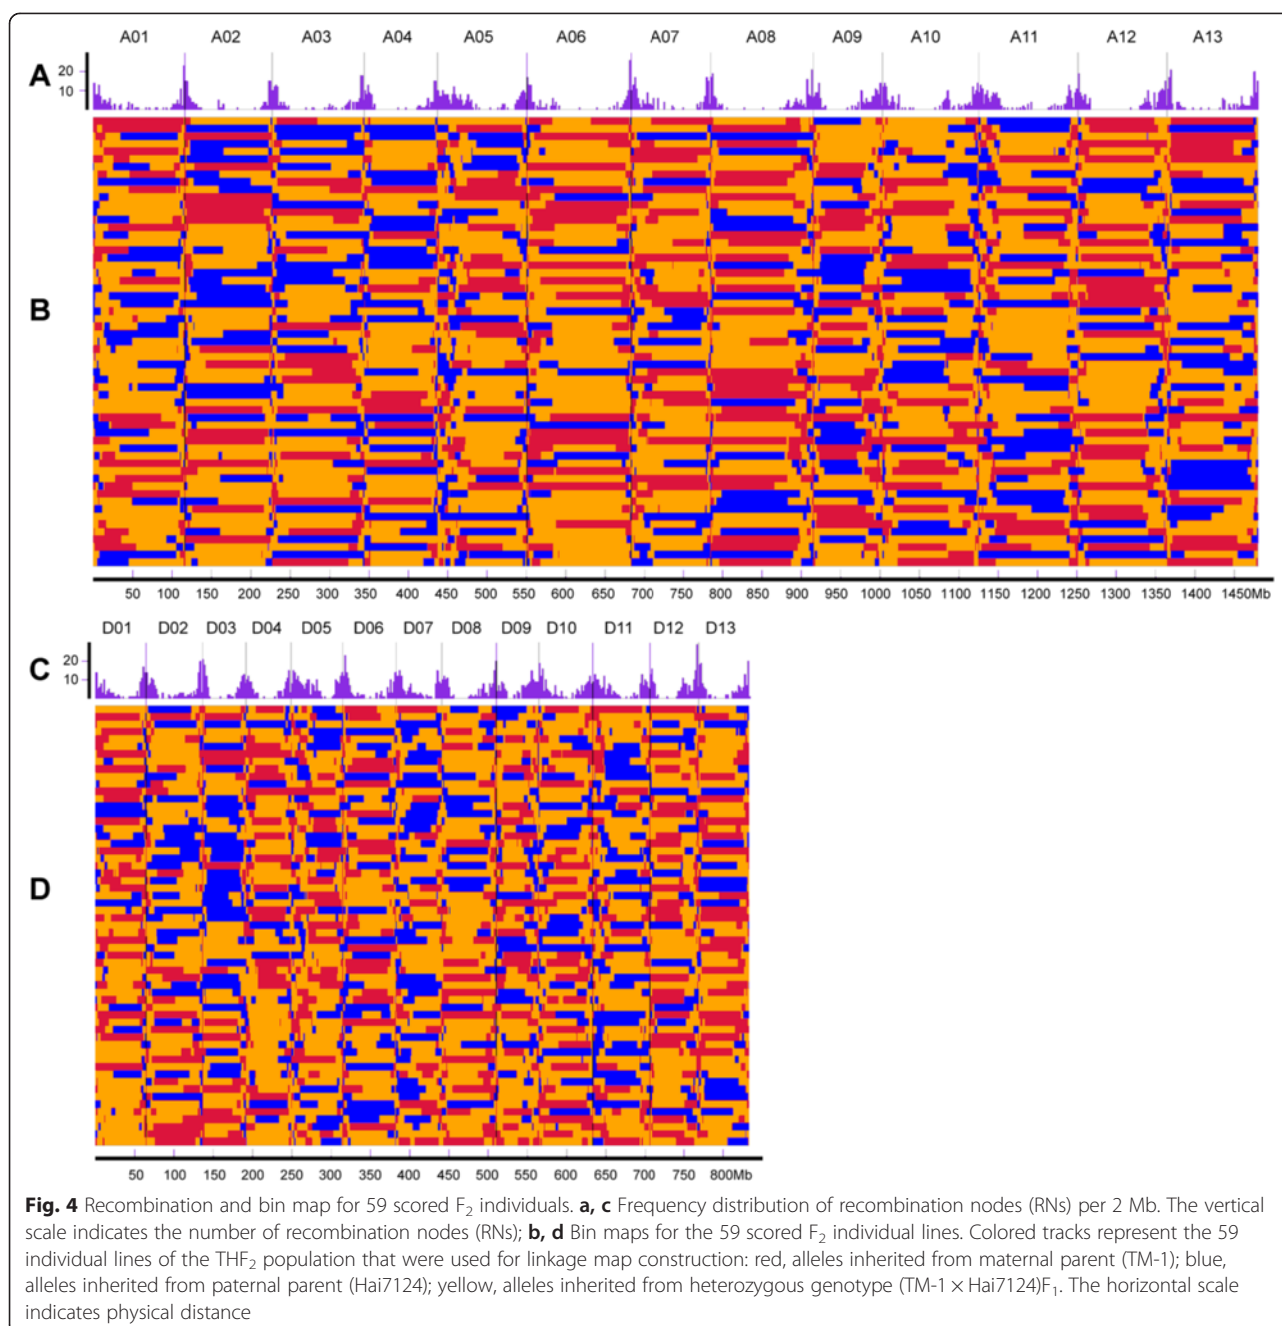 A01 A02 A03 A04 A05 A06 A07 A08 A09 A10 A11 A12 A13
A
20
10
B
50 100 150 200 250 300 350 400 450 500 550 600 650 700 750 800 850 900 950 1000 1050 1100 1150 1200 1250 1300 1350 1400 1450Mb
D01 D02 D03 D04 D05 D06 D07 D08 D09 D10 D11 D12 D13
C
20
10
D
50 100 150 200 250 300 350 400 450 500 550 600 650 700 750 800Mb
Fig. 4 Recombination and bin map for 59 scored F₂ individuals. a, c Frequency distribution of recombination nodes (RNs) per 2 Mb. The vertical
scale indicates the number of recombination nodes (RNs); b, d Bin maps for the 59 scored F₂ individual lines. Colored tracks represent the 59
individual lines of the THF₂ population that were used for linkage map construction: red, alleles inherited from maternal parent (TM-1); blue,
alleles inherited from paternal parent (Hai7124); yellow, alleles inherited from heterozygous genotype (TM-1 × Hai7124)F₁. The horizontal scale
indicates physical distance